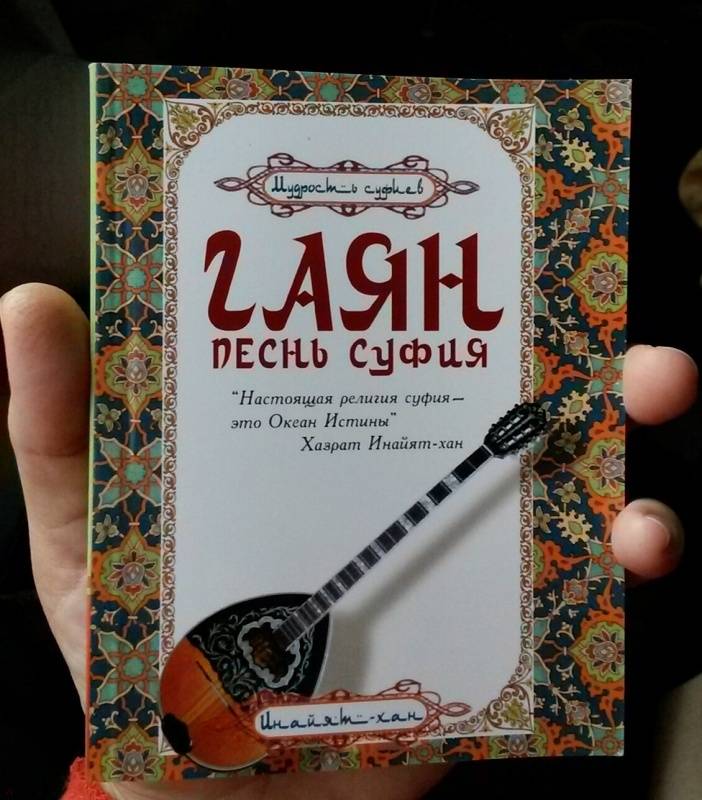 Мудрость суфиев
ГАЯН
ПЕСНЬ СУФИЯ
"Настоящая религия суфия—
это Океан Истины"
Хазрат Инайят-хан
Инайят-хан